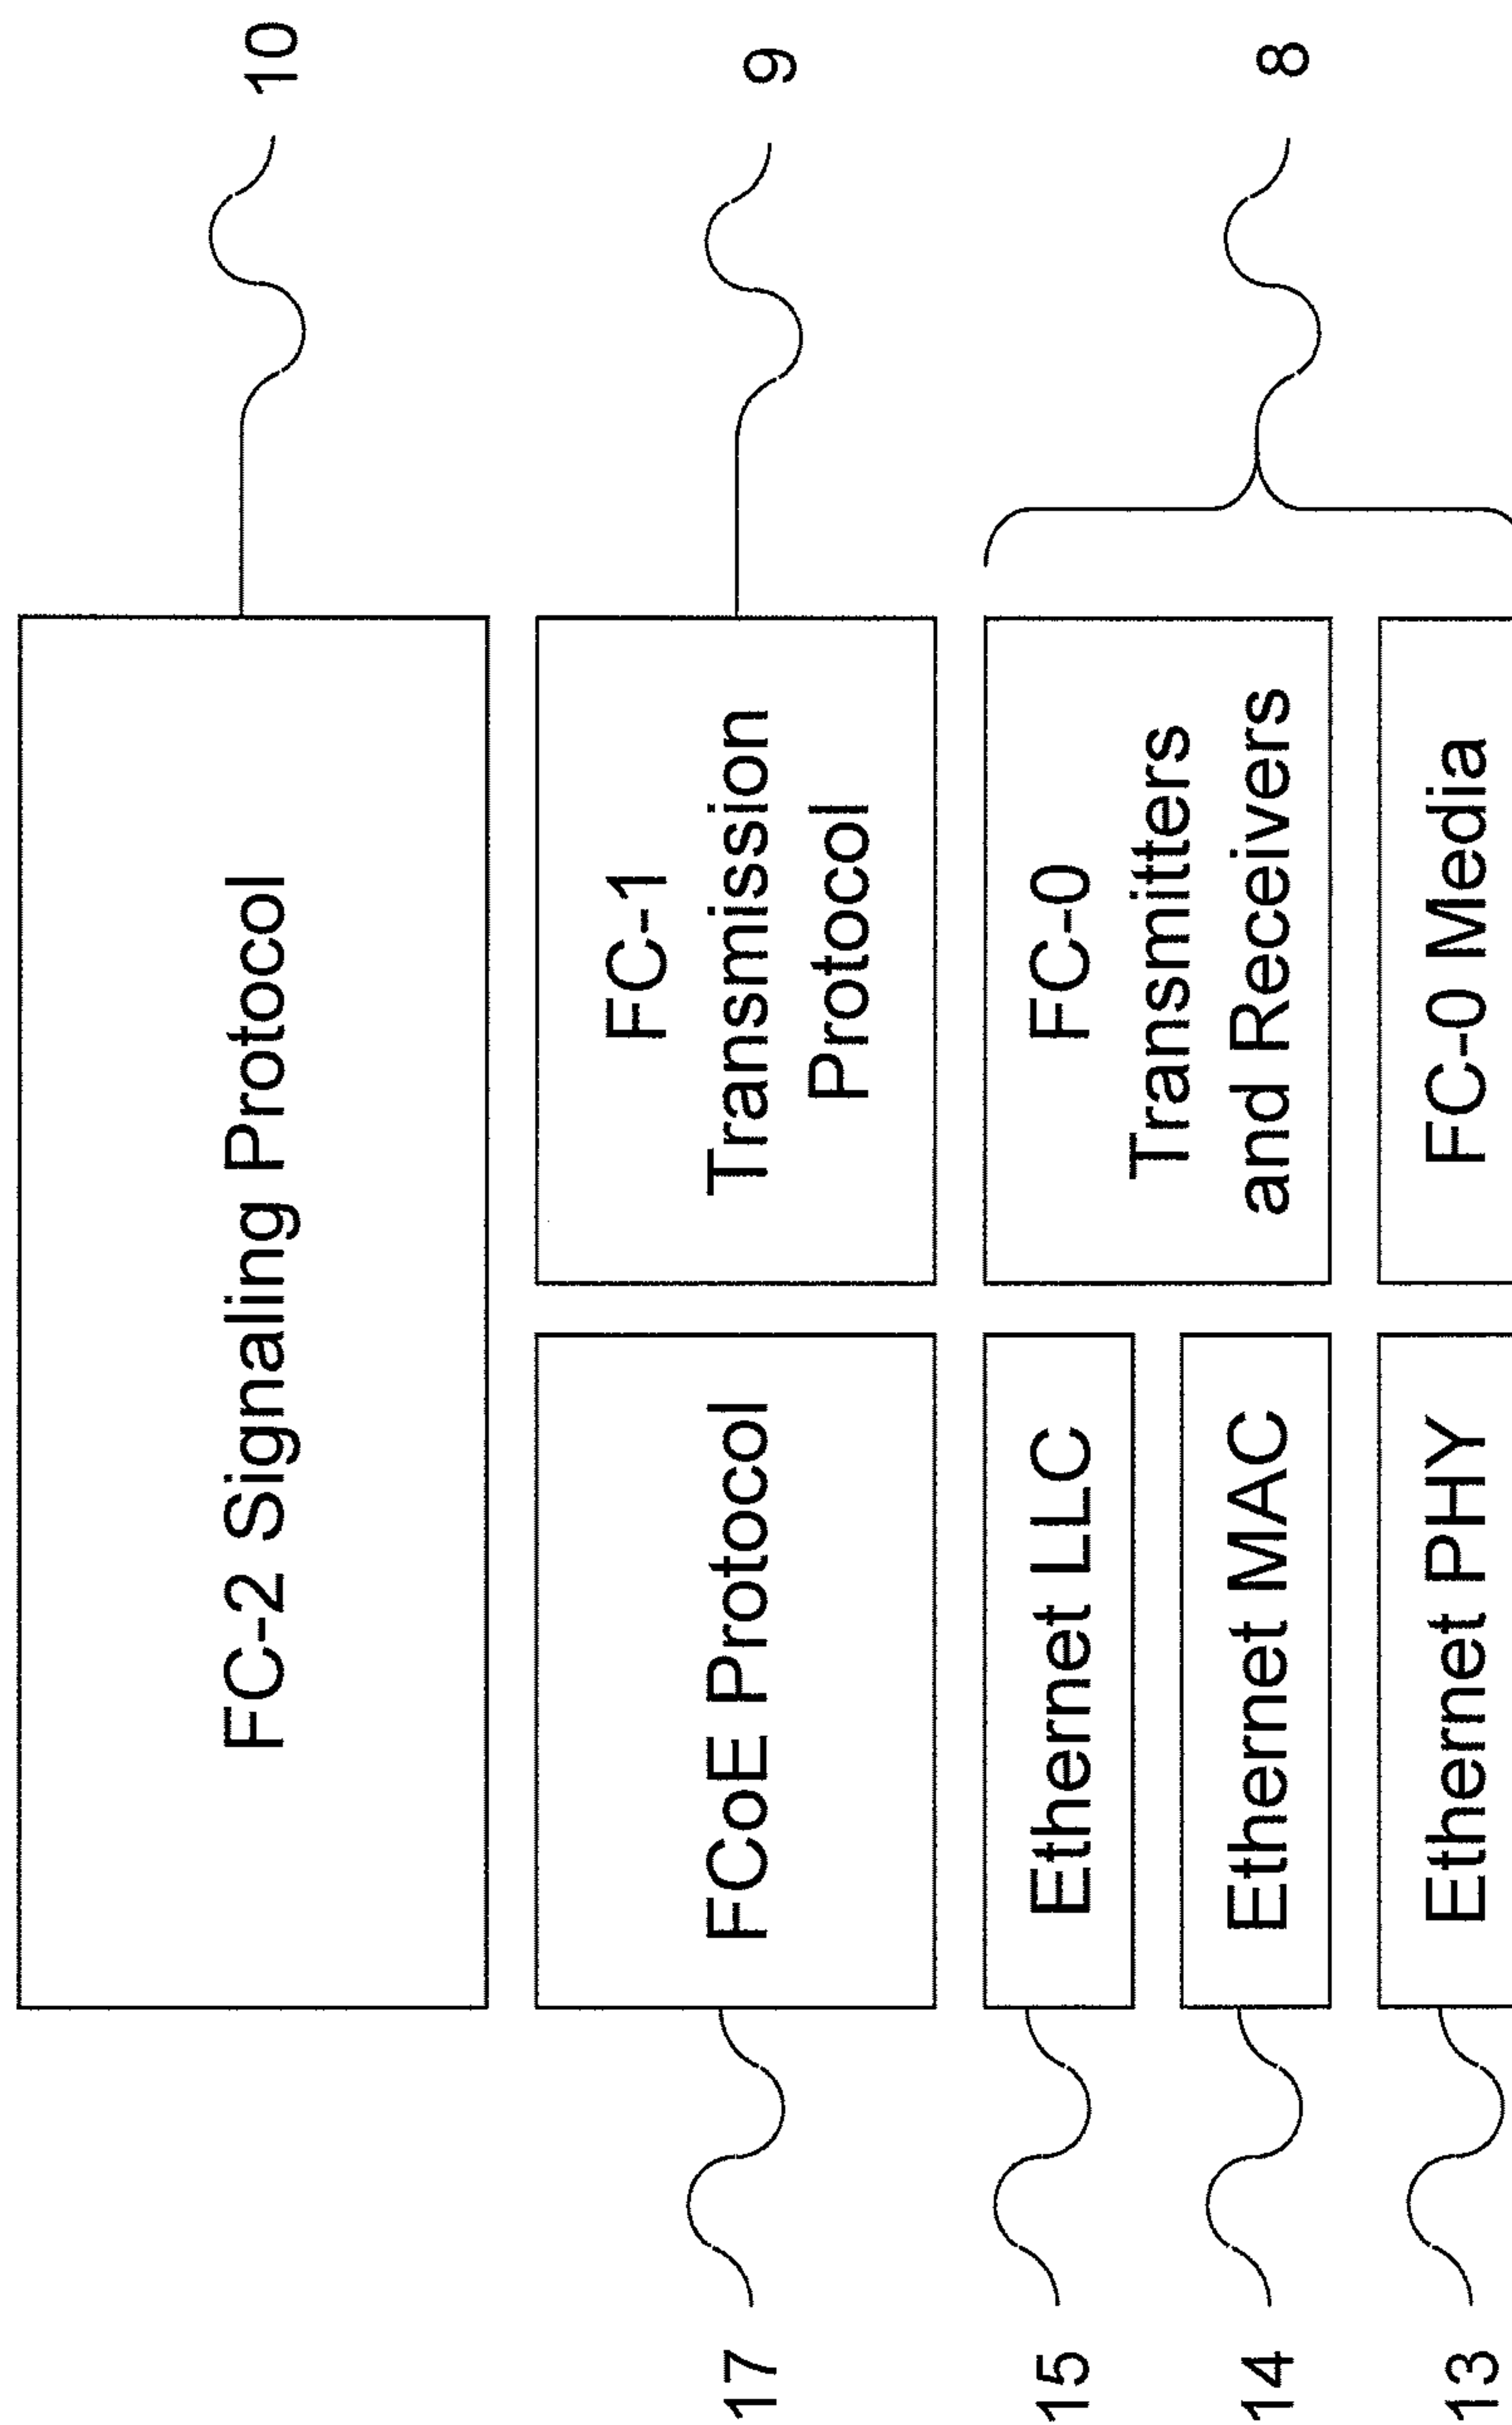 FC-2 Signaling Protocol
10
17
FCoE Protocol
FC-1
Transmission
Protocol
9
15
Ethernet LLC
14
Ethernet MAC
FC-0
Transmitters
and Receivers
8
13
Ethernet PHY
FC-0 Media